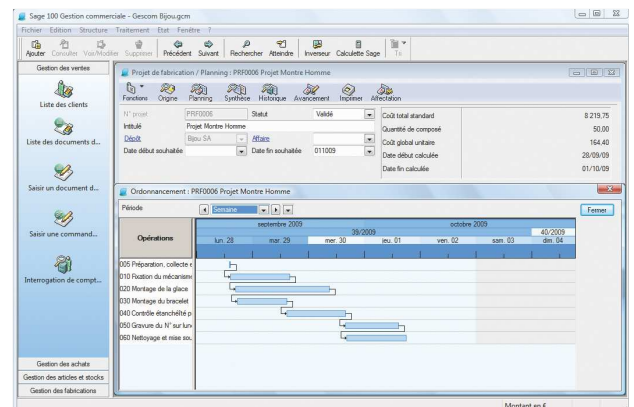 Sage 100 Gestion commerciale - Gescom Bijou.gcm
Fichier Edition Structure Traitement Etat Fenêtre ?
Ajouter Consulter Voir/Modifier Supprimer Précédent Suivant Rechercher Atteindre Inverseur Calculette Sage Tri
Gestion des ventes
Liste des clients
Liste des documents d...
Saisir un document d...
Saisir une command...
Interrogation de compt...
Gestion des achats
Gestion des articles et stocks
Gestion des fabrications
Projet de fabrication / Planning : PRF0006 Projet Montre Homme
Fonctions Origine Planning Synthèse Historique Avancement Imprimer Affectation
N° projet PRF0006 Statut Validé
Intitulé Projet Montre Homme
Dépôt Bijou SA Affaire
Date début souhaitée Date fin souhaitée 011009
Coût total standard 8 219,75
Quantité de composé 50,00
Coût global unitaire 164,40
Date début calculée 28/09/09
Date fin calculée 01/10/09
Ordonnancement : PRF0006 Projet Montre Homme
Période Semaine Fermer
Opérations
septembre 2009 octobre 2009
39/2009 40/2009
lun. 28 mar. 29 mer. 30 jeu. 01 ven. 02 sam. 03 dim. 04
005 Préparation, collecte e
010 Fixation du mécanisme
020 Montage de la glace
030 Montage du bracelet
040 Contrôle étanchéité p
050 Gravure du N° sur lun
060 Nettoyage et mise sou
Montant en €